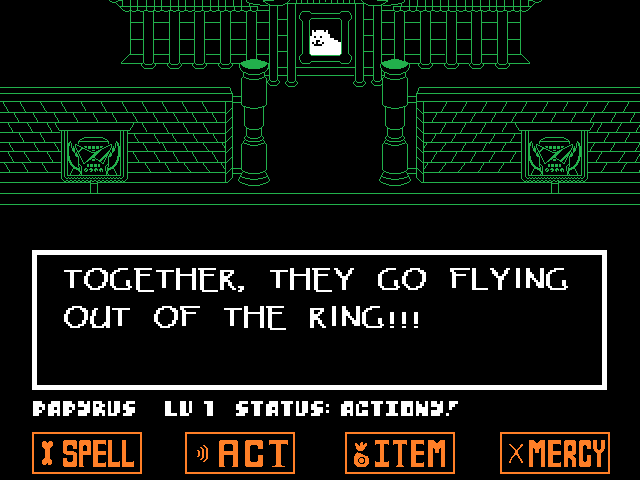 TOGETHER, THEY GO FLYING
OUT OF THE RING!!!
PAPYRUS LV 1 STATUS: ACTIONY!
SPELL ACT ITEM MERCY